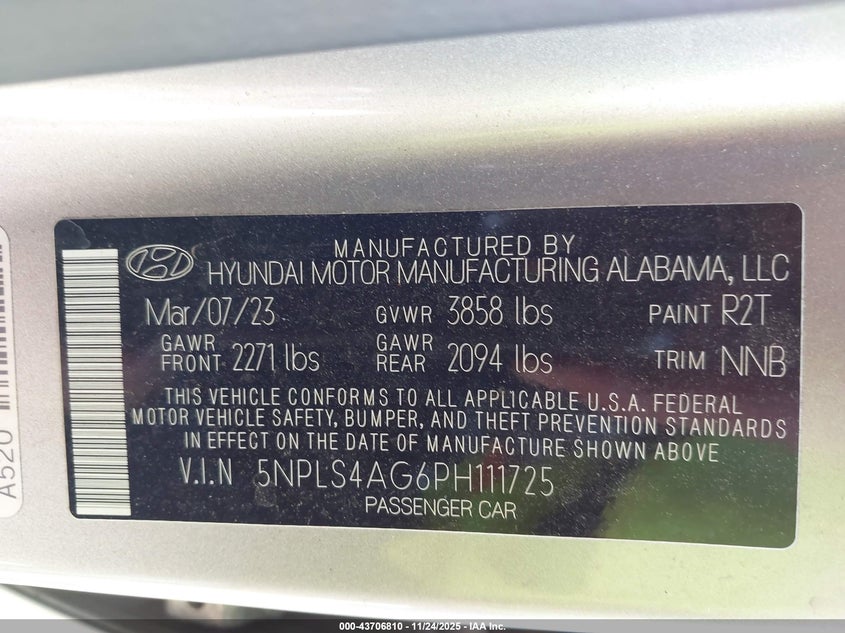 MANUFACTURED BY
HYUNDAI MOTOR MANUFACTURING ALABAMA, LLC
Mar/07/23 GVWR 3858 lbs PAINT R2T
GAWR FRONT 2271 lbs GAWR REAR 2094 lbs TRIM NNB
THIS VEHICLE CONFORMS TO ALL APPLICABLE U.S.A. FEDERAL
MOTOR VEHICLE SAFETY, BUMPER, AND THEFT PREVENTION STANDARDS
IN EFFECT ON THE DATE OF MANUFACTURE SHOWN ABOVE
V.I.N 5NPLS4AG6PH111725
PASSENGER CAR
A520
000-43706810 - 11/24/2025 - IAA Inc.